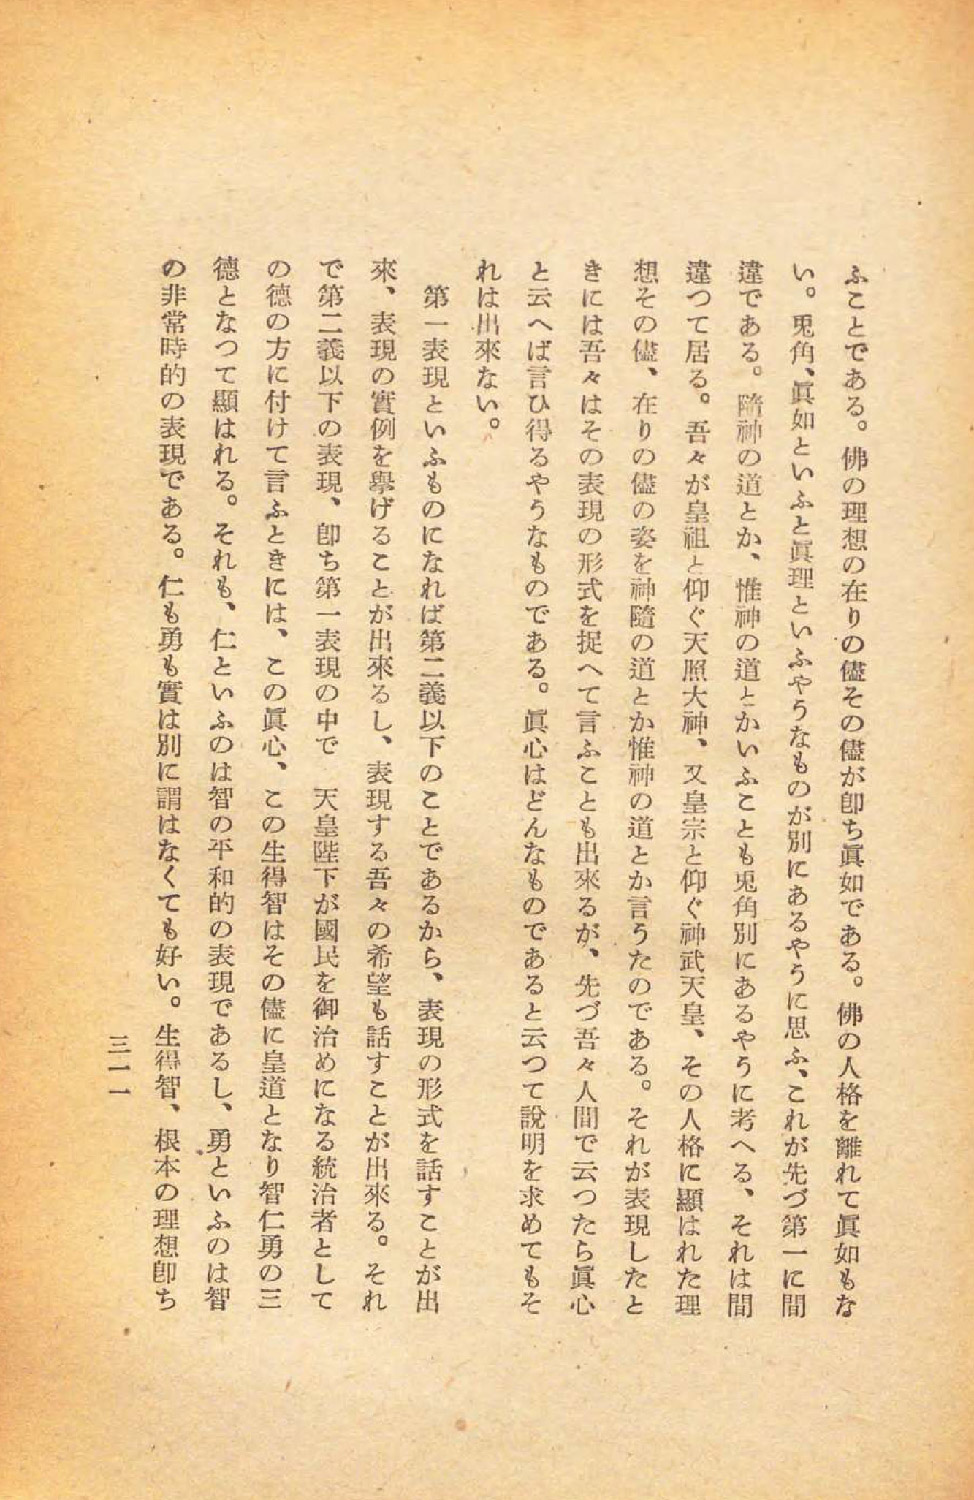 ふことである。佛の理想の在りの儘その儘が卽ち眞如である。佛の人格を離れて眞如もな
い。兎角、眞如といふと眞理といふやうなものが別にあるやうに思ふ、これが先づ第一に間
違である。隨神の道とか、惟神の道とかいふことも兎角別にあるやうに考へる、それは間
違つて居る。吾々が皇祖と仰ぐ天照大神、又皇宗と仰ぐ神武天皇、その人格に顯はれた理
想その儘、在りの儘の姿を神隨の道とか惟神の道とか言うたのである。それが表現したと
きには吾々はその表現の形式を捉へて言ふことも出來るが、先づ吾々人間で云つたら眞心
と云へば言ひ得るやうなものである。眞心はどんなものであると云つて說明を求めてもそ
れは出來ない。
第一表現といふものになれば第二義以下のことであるから、表現の形式を話すことが出
來、表現の實例を擧げることが出來るし、表現する吾々の希望も話すことが出來る。それ
で第二義以下の表現、卽ち第一表現の中で　天皇陛下が國民を御治めになる統治者として
の德の方に付けて言ふときには、この眞心、この生得智はその儘に皇道となり智仁勇の三
德となつて顯はれる。それも、仁といふのは智の平和的の表現であるし、勇といふのは智
の非常時的の表現である。仁も勇も實は別に謂はなくても好い。生得智、根本の理想卽ち
三一一